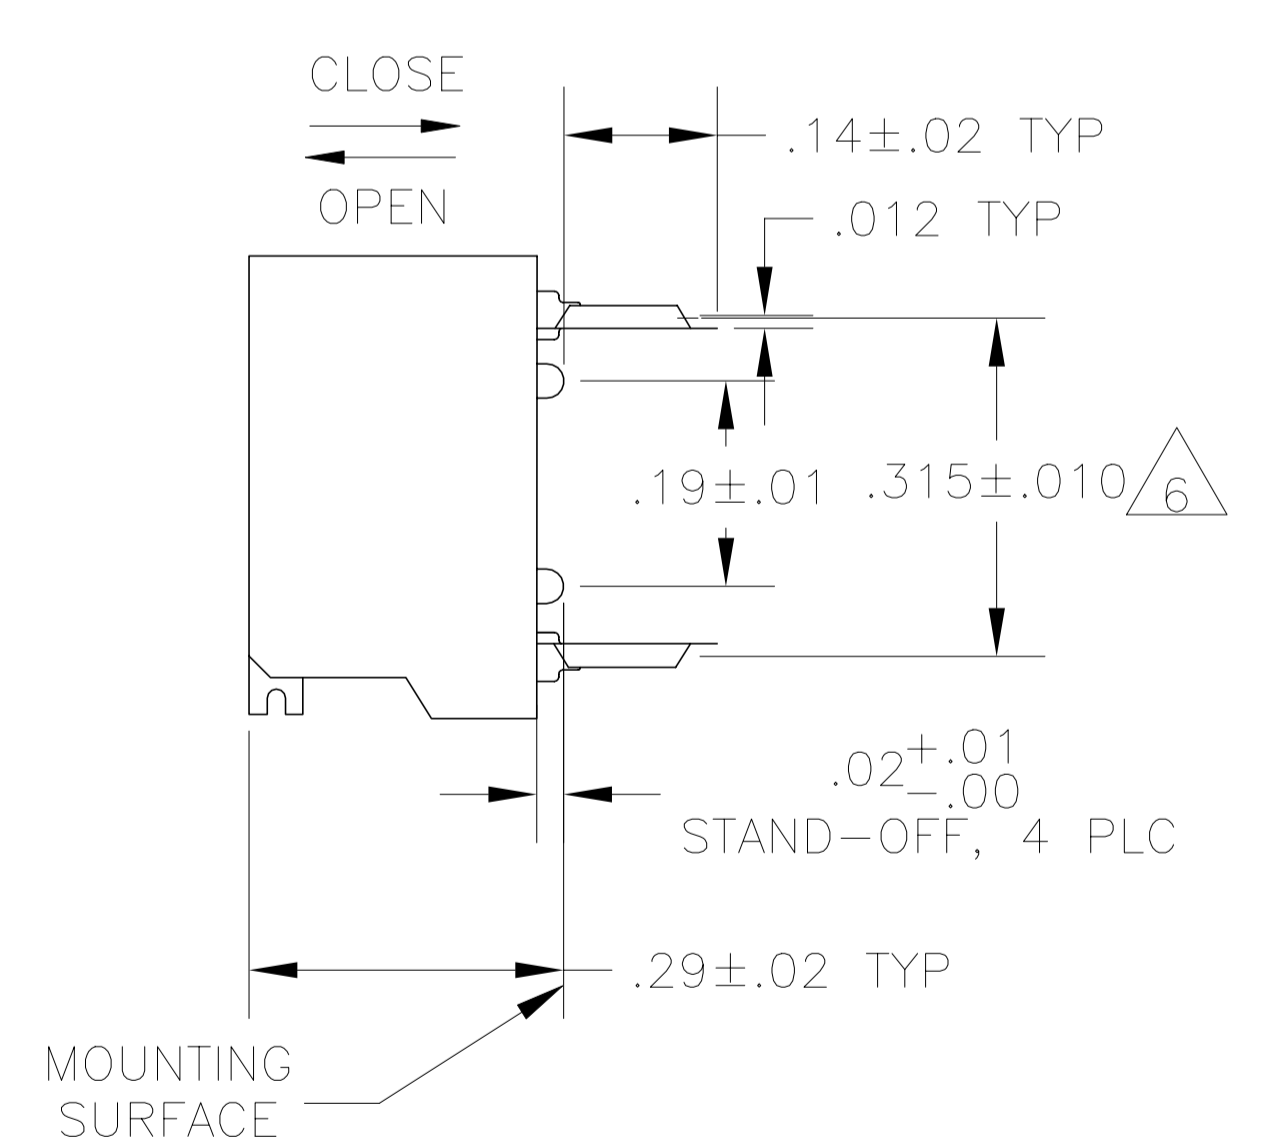 CLOSE
OPEN
.14±.02 TYP
.012 TYP
.19±.01
.315±.010
6
.02 +.01
-.00
STAND-OFF, 4 PLC
.29±.02 TYP
MOUNTING
SURFACE